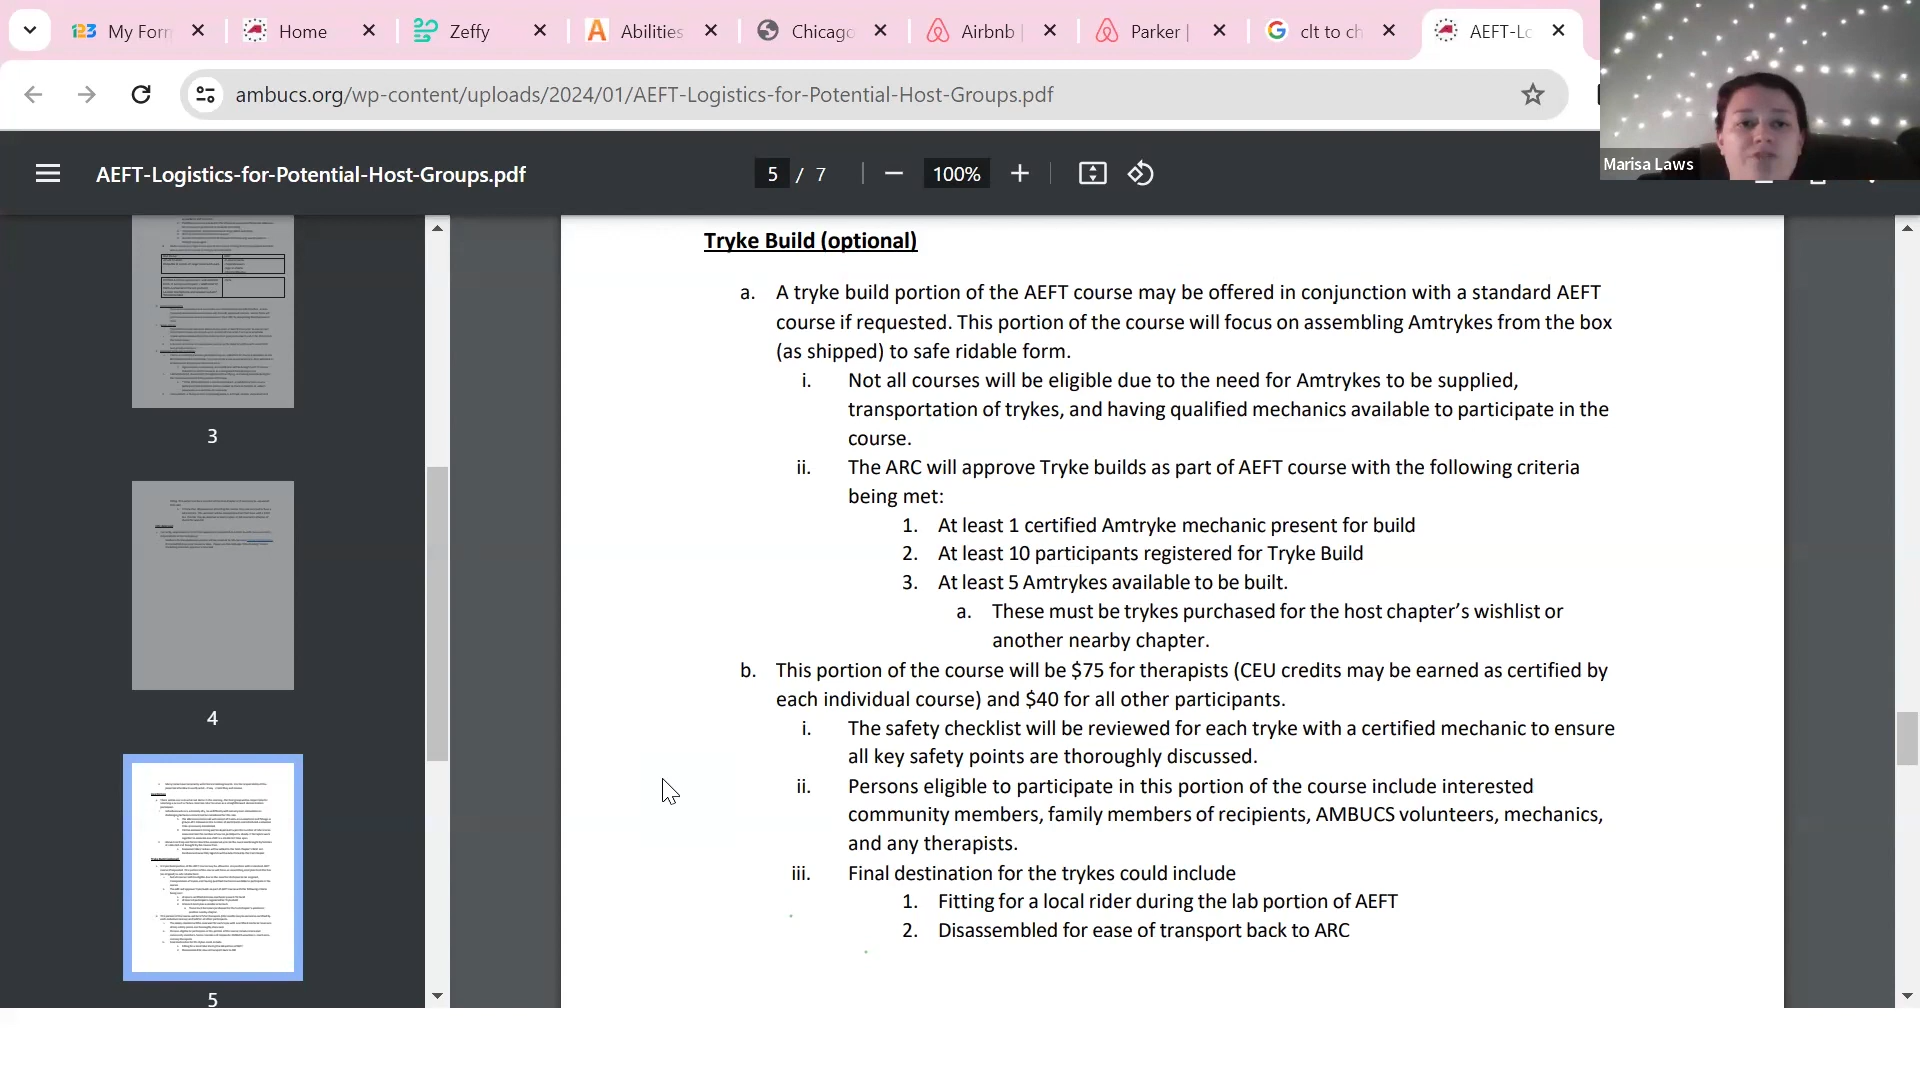 My Forn
Home
Zeffy
Abilities
Chicago
Airbnb |
Parker |
clt to ch
AEFT-Lo
ambucs.org/wp-content/uploads/2024/01/AEFT-Logistics-for-Potential-Host-Groups.pdf
Marisa Laws
AEFT-Logistics-for-Potential-Host-Groups.pdf
5 / 7
100%
3
4
5
Tryke Build (optional)
a. A tryke build portion of the AEFT course may be offered in conjunction with a standard AEFT
course if requested. This portion of the course will focus on assembling Amtrykes from the box
(as shipped) to safe ridable form.
i. Not all courses will be eligible due to the need for Amtrykes to be supplied,
transportation of trykes, and having qualified mechanics available to participate in the
course.
ii. The ARC will approve Tryke builds as part of AEFT course with the following criteria
being met:
1. At least 1 certified Amtryke mechanic present for build
2. At least 10 participants registered for Tryke Build
3. At least 5 Amtrykes available to be built.
a. These must be trykes purchased for the host chapter's wishlist or
another nearby chapter.
b. This portion of the course will be $75 for therapists (CEU credits may be earned as certified by
each individual course) and $40 for all other participants.
i. The safety checklist will be reviewed for each tryke with a certified mechanic to ensure
all key safety points are thoroughly discussed.
ii. Persons eligible to participate in this portion of the course include interested
community members, family members of recipients, AMBUCS volunteers, mechanics,
and any therapists.
iii. Final destination for the trykes could include
1. Fitting for a local rider during the lab portion of AEFT
2. Disassembled for ease of transport back to ARC